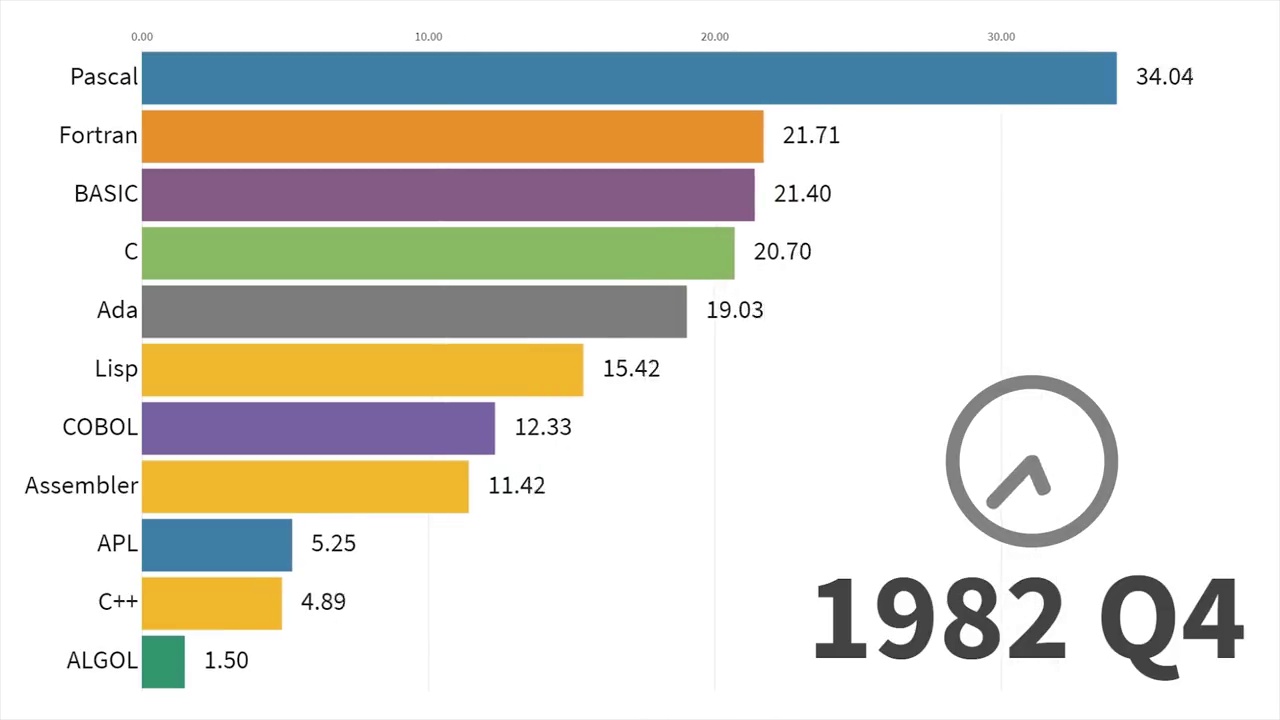 0.00 10.00 20.00 30.00
Pascal 34.04
Fortran 21.71
BASIC 21.40
C 20.70
Ada 19.03
Lisp 15.42
COBOL 12.33
Assembler 11.42
APL 5.25
C++ 4.89
ALGOL 1.50
1982 Q4